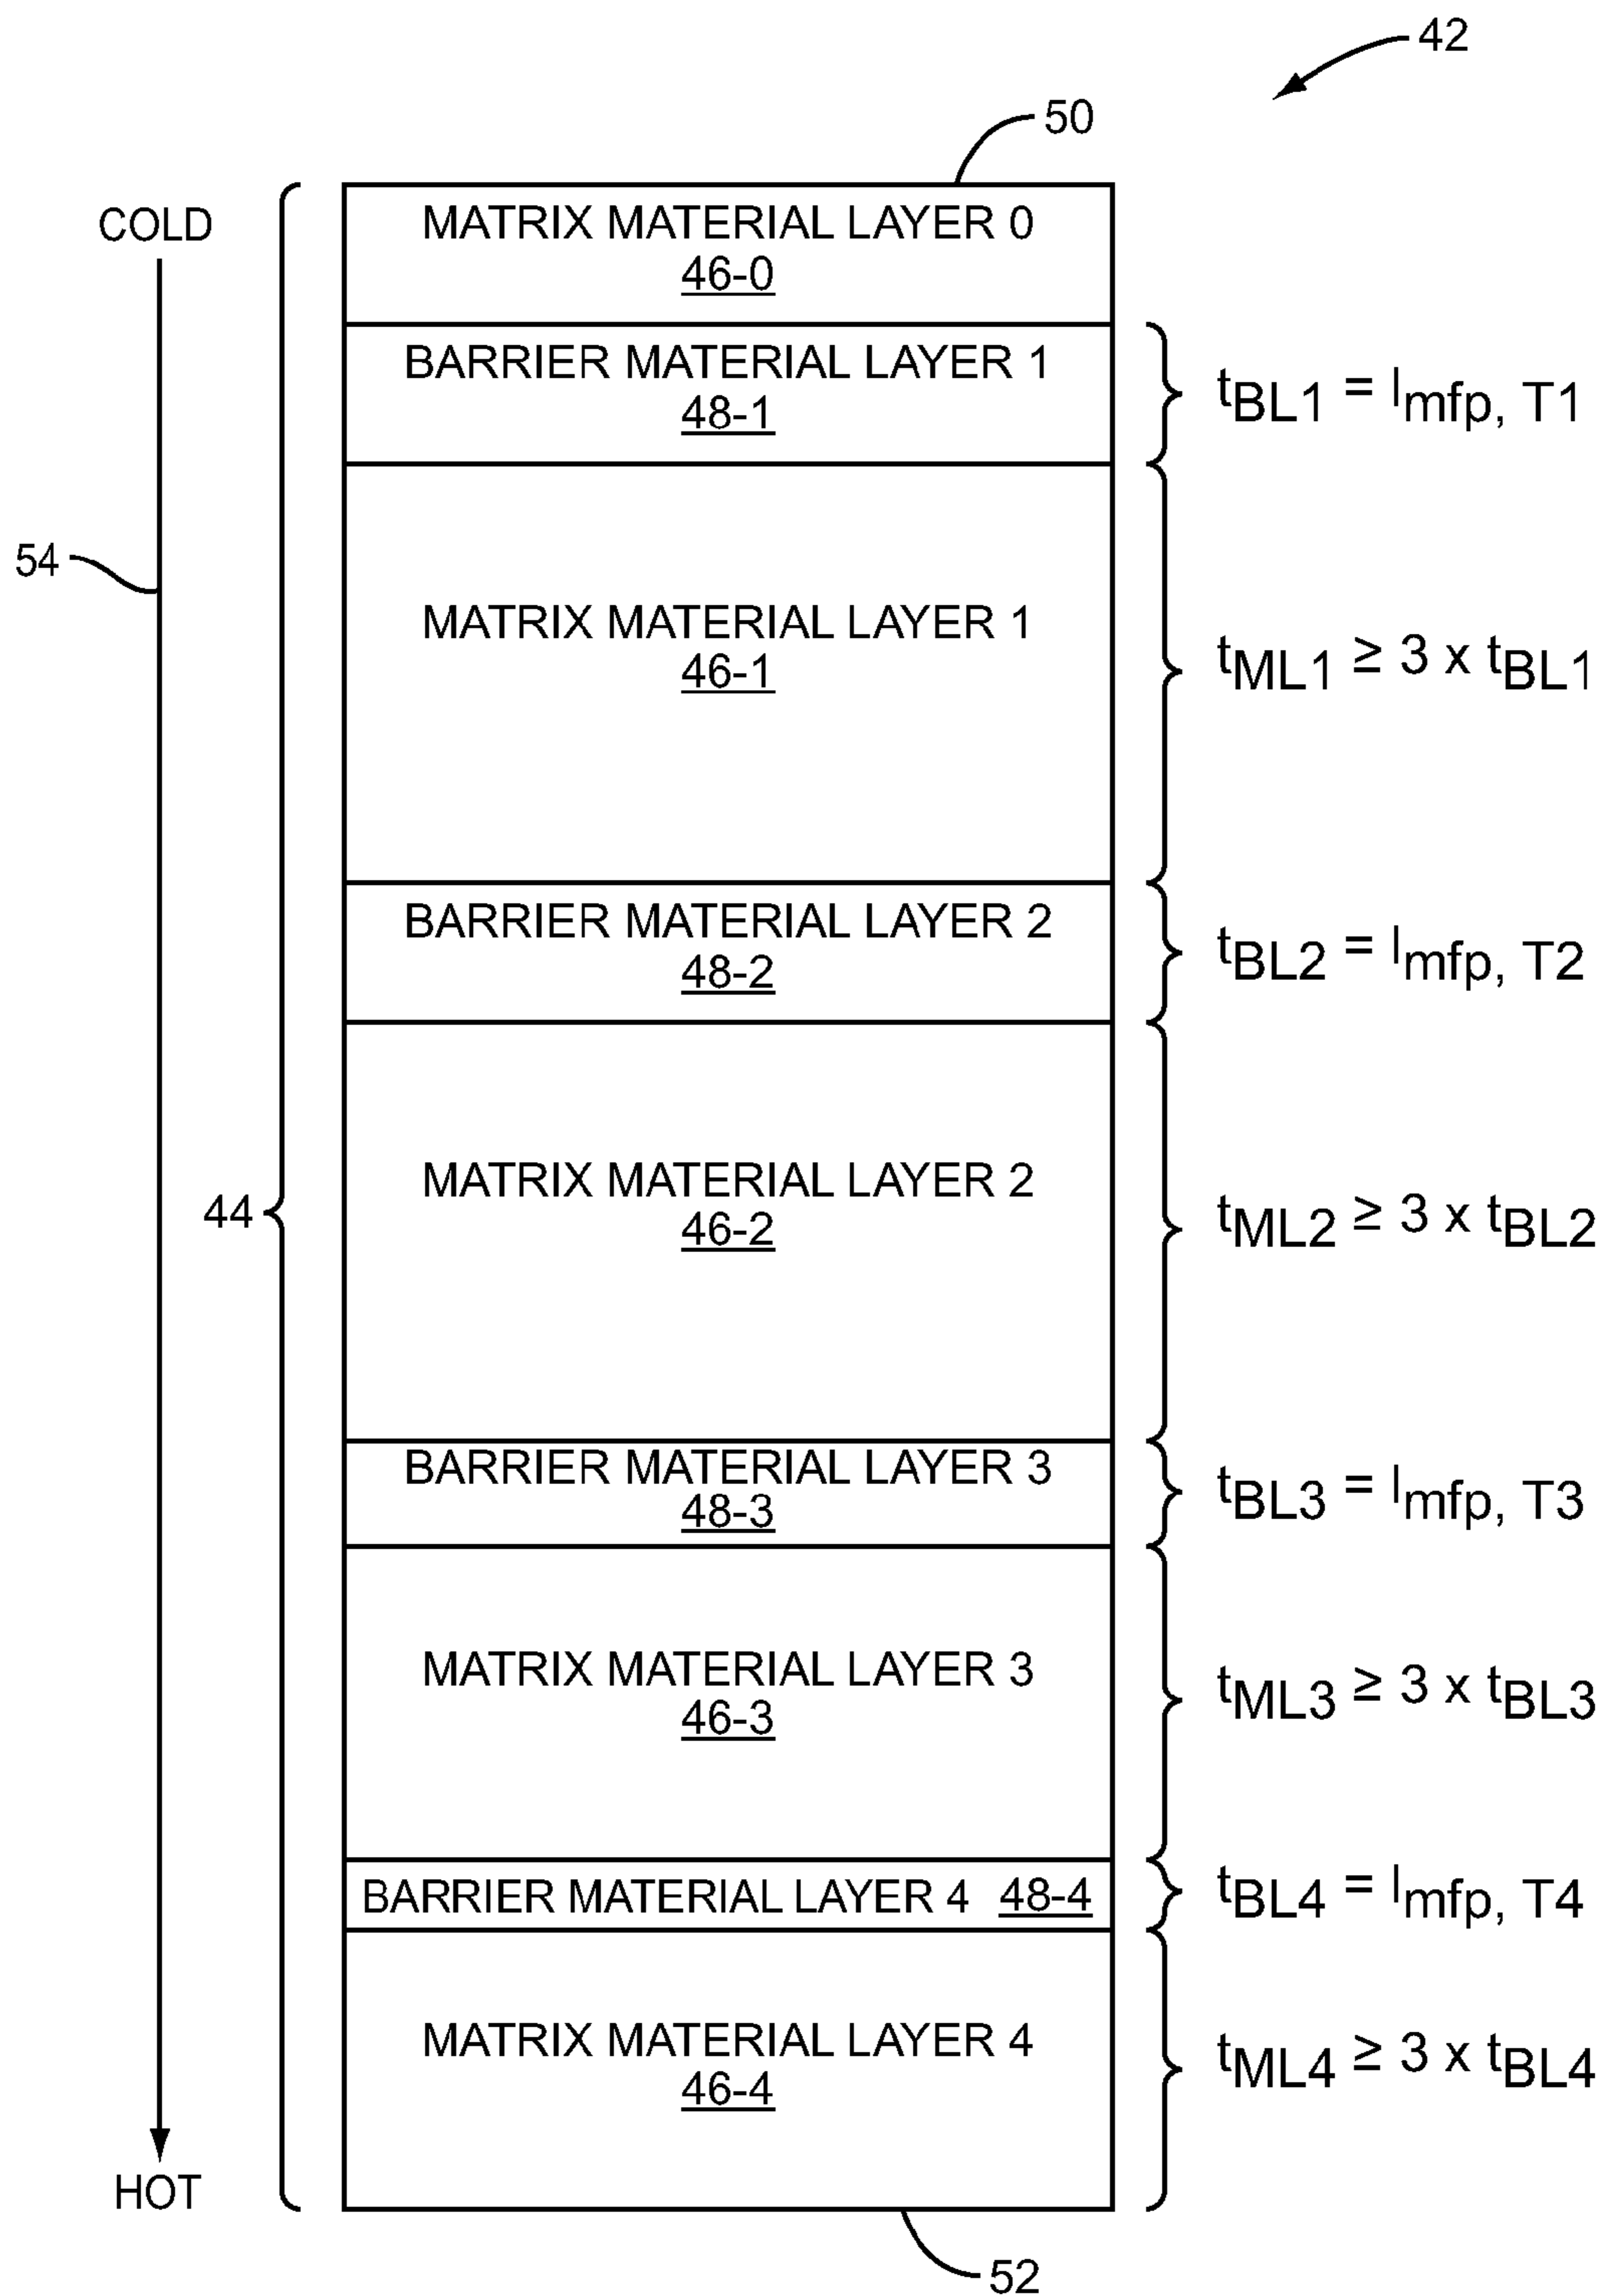 42
50
COLD
MATRIX MATERIAL LAYER 0
46-0
BARRIER MATERIAL LAYER 1
48-1
tBL1 = lmfp, T1
54
MATRIX MATERIAL LAYER 1
46-1
tML1 ≥ 3 x tBL1
BARRIER MATERIAL LAYER 2
48-2
tBL2 = lmfp, T2
44
MATRIX MATERIAL LAYER 2
46-2
tML2 ≥ 3 x tBL2
BARRIER MATERIAL LAYER 3
48-3
tBL3 = lmfp, T3
MATRIX MATERIAL LAYER 3
46-3
tML3 ≥ 3 x tBL3
BARRIER MATERIAL LAYER 4 48-4
tBL4 = lmfp, T4
MATRIX MATERIAL LAYER 4
46-4
tML4 ≥ 3 x tBL4
HOT
52